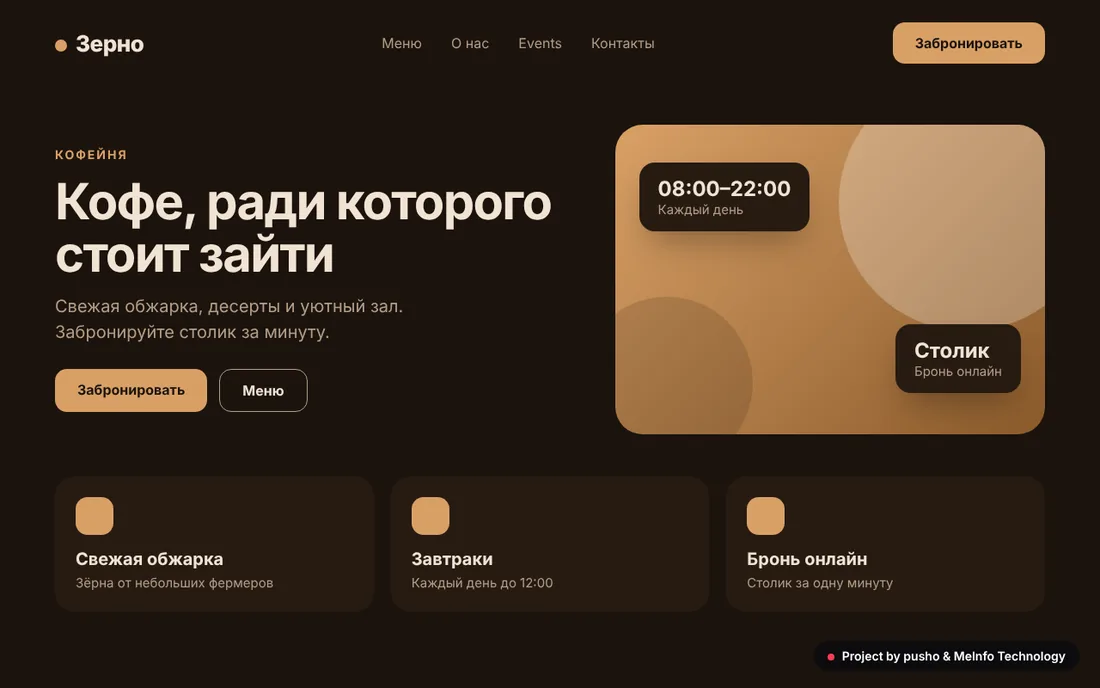 Зерно
Меню
О нас
Events
Контакты
Забронировать
КОФЕЙНЯ
Кофе, ради которого
стоит зайти
Свежая обжарка, десерты и уютный зал.
Забронируйте столик за минуту.
Забронировать
Меню
08:00–22:00
Каждый день
Столик
Бронь онлайн
Свежая обжарка
Зёрна от небольших фермеров
Завтраки
Каждый день до 12:00
Бронь онлайн
Столик за одну минуту
Project by pusho & MeInfo Technology